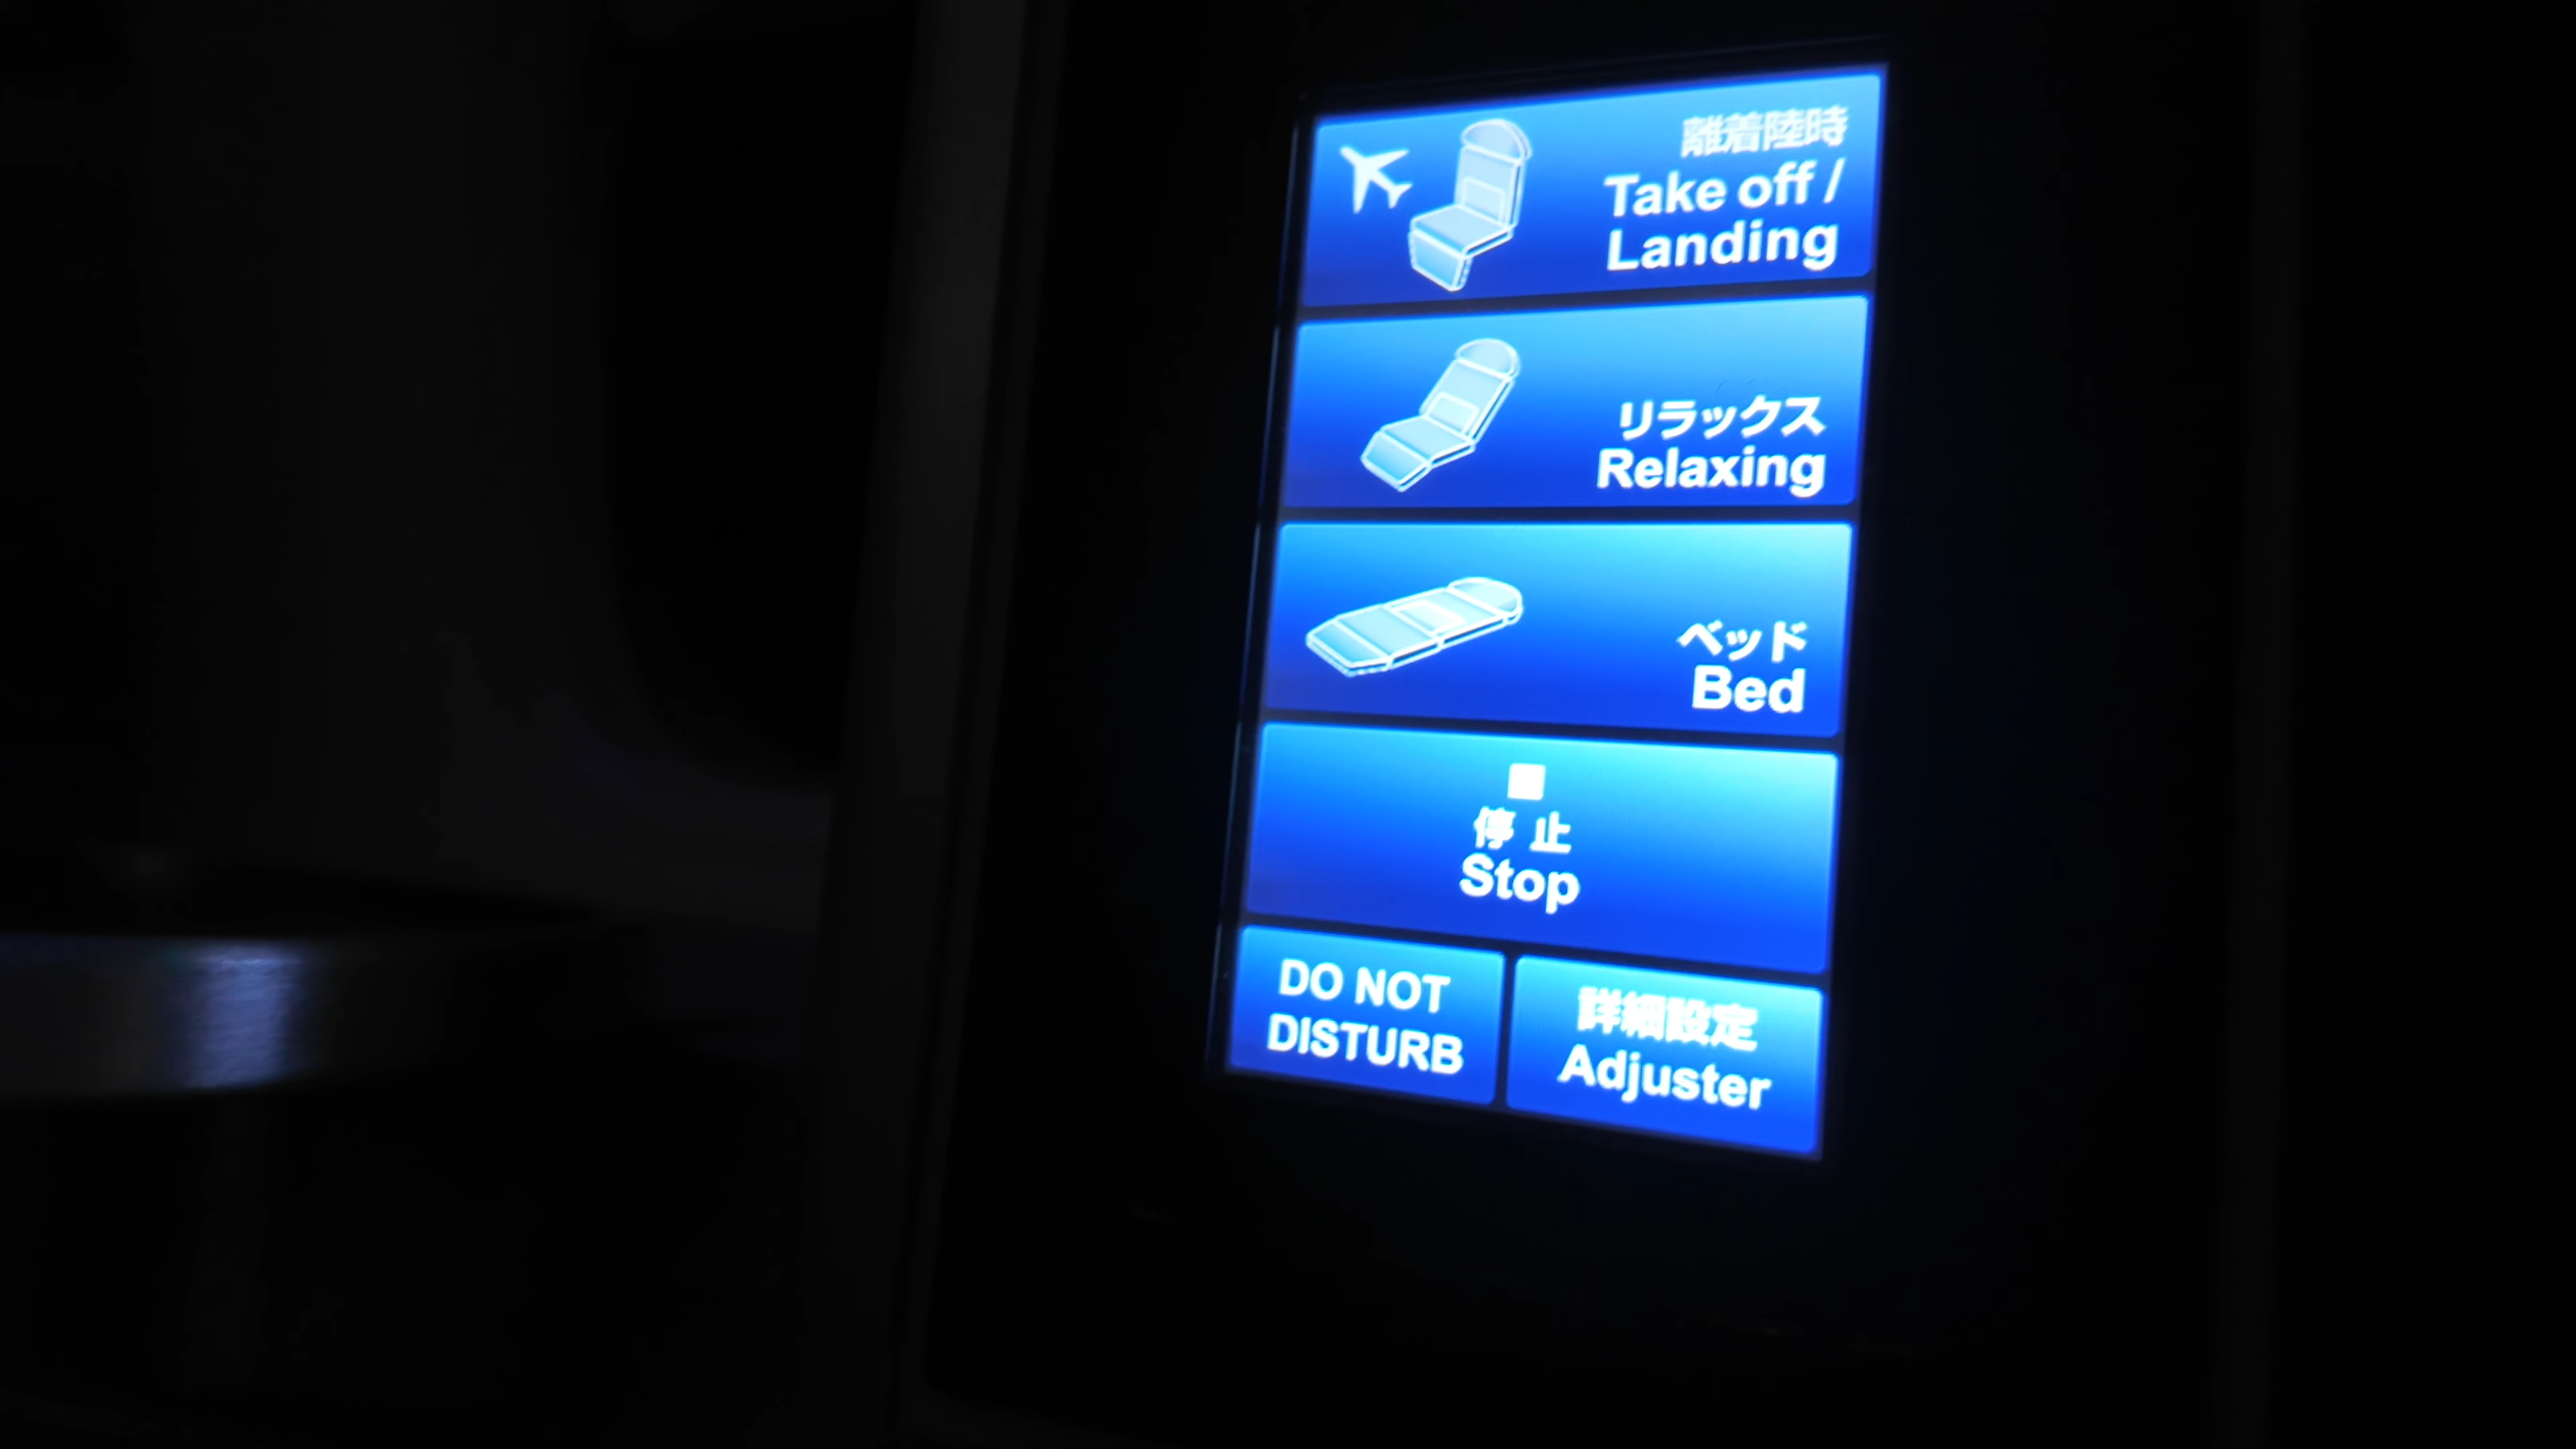 離着陸時
Take off /
Landing
リラックス
Relaxing
ベッド
Bed
停止
Stop
DO NOT
DISTURB
詳細設定
Adjuster